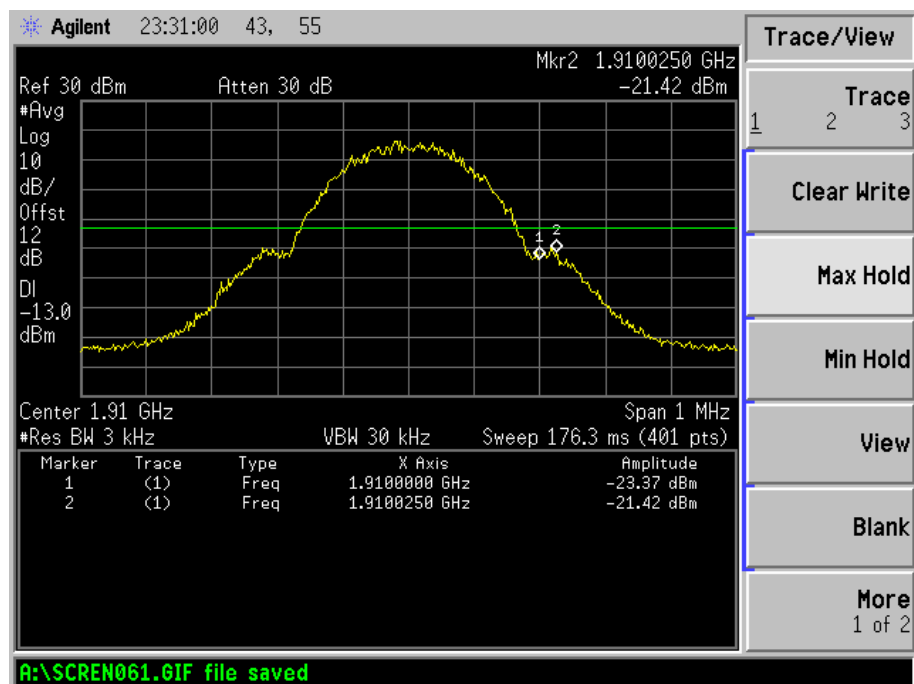 Agilent 23:31:00 43, 55
Mkr2 1.9100250 GHz
Ref 30 dBm Atten 30 dB -21.42 dBm
#Avg
Log
10
dB/
Offst
12
dB
DI
-13.0
dBm
1 2
Center 1.91 GHz Span 1 MHz
#Res BW 3 kHz VBW 30 kHz Sweep 176.3 ms (401 pts)
Marker Trace Type X Axis Amplitude
1 (1) Freq 1.9100000 GHz -23.37 dBm
2 (1) Freq 1.9100250 GHz -21.42 dBm
A:\SCREN061.GIF file saved
Trace/View
Trace
1 2 3
Clear Write
Max Hold
Min Hold
View
Blank
More
1 of 2